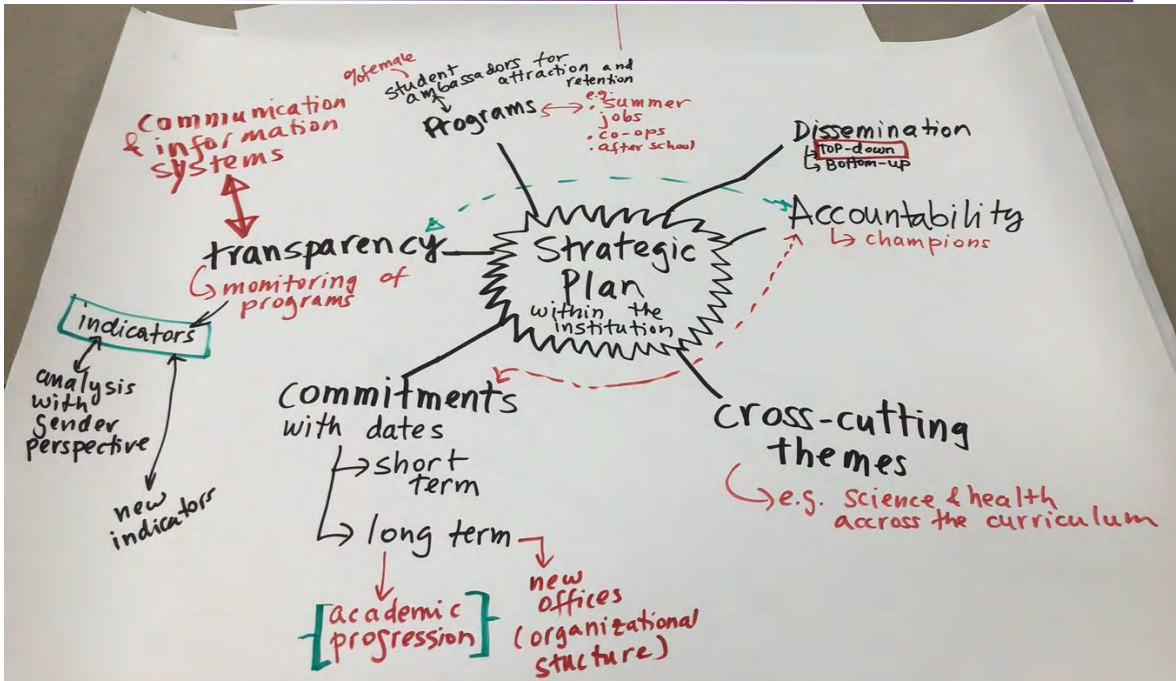 % female
student
ambassadors for
attraction and
retention
Programs
e.g.
• summer
jobs
• co-ops
• after school
Communication
& information
systems
Dissemination
↳ Top-down
↳ Bottom-up
Accountability
↳ champions
transparency
↳ monitoring of
programs
Strategic
Plan
within the
institution
indicators
analysis
with
gender
perspective
new
indicators
commitments
with dates
→ short
term
→ long term
[academic
progression]
new
offices
(organizational
stucture)
cross-cutting
themes
↳ e.g. science & health
accross the curriculum